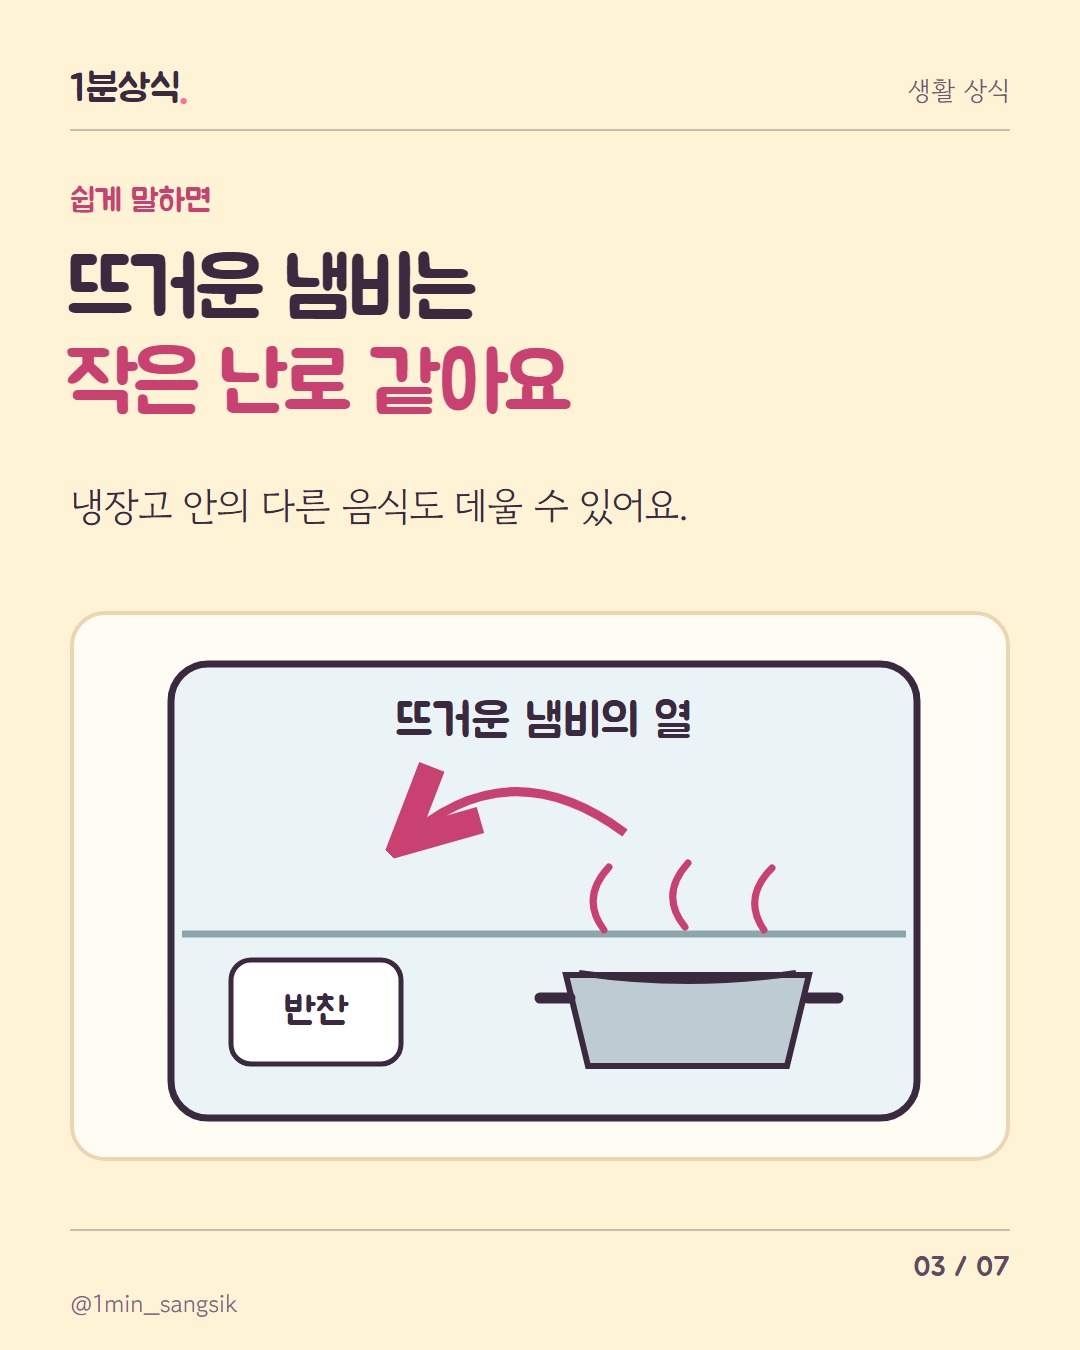 1분상식.
생활 상식
쉽게 말하면
뜨거운 냄비는
작은 난로 같아요
냉장고 안의 다른 음식도 데울 수 있어요.
뜨거운 냄비의 열
반찬
03 / 07
@1min_sangsik